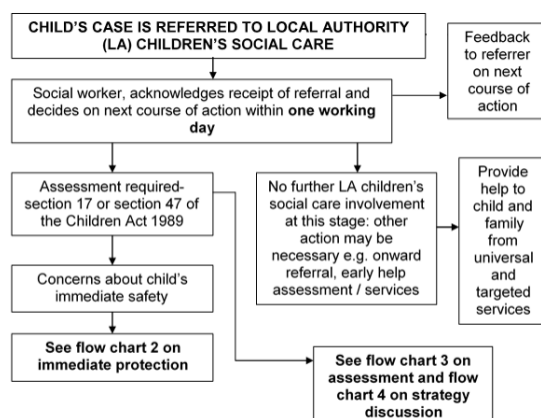 CHILD'S CASE IS REFERRED TO LOCAL AUTHORITY
(LA) CHILDREN'S SOCIAL CARE
Feedback
to referrer
on next
course of
action
Social worker, acknowledges receipt of referral and
decides on next course of action within one working
day
Assessment required-
section 17 or section 47 of
the Children Act 1989
No further LA children's
social care involvement
at this stage: other
action may be
necessary e.g. onward
referral, early help
assessment / services
Provide
help to
child and
family
from
universal
and
targeted
services
Concerns about child's
immediate safety
See flow chart 2 on
immediate protection
See flow chart 3 on
assessment and flow
chart 4 on strategy
discussion